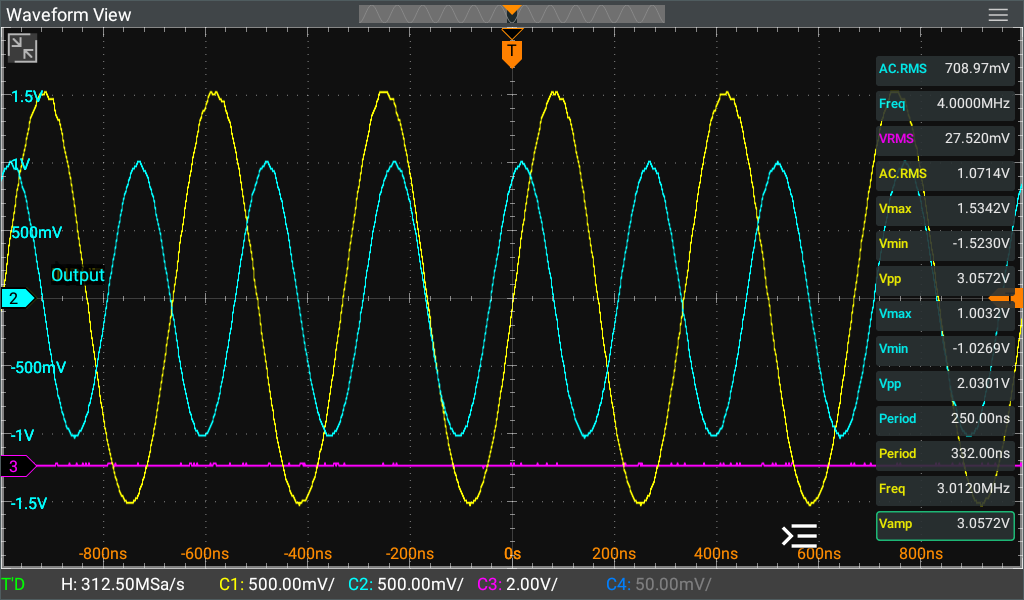 Waveform View
T
1.5V
1V
500mV
Output
2
-500mV
-1V
3
-1.5V
AC.RMS 708.97mV
Freq 4.0000MHz
VRMS 27.520mV
AC.RMS 1.0714V
Vmax 1.5342V
Vmin -1.5230V
Vpp 3.0572V
Vmax 1.0032V
Vmin -1.0269V
Vpp 2.0301V
Period 250.00ns
Period 332.00ns
Freq 3.0120MHz
Vamp 3.0572V
-800ns -600ns -400ns -200ns 0s 200ns 400ns 600ns 800ns
T'D H: 312.50MSa/s C1: 500.00mV/ C2: 500.00mV/ C3: 2.00V/ C4: 50.00mV/